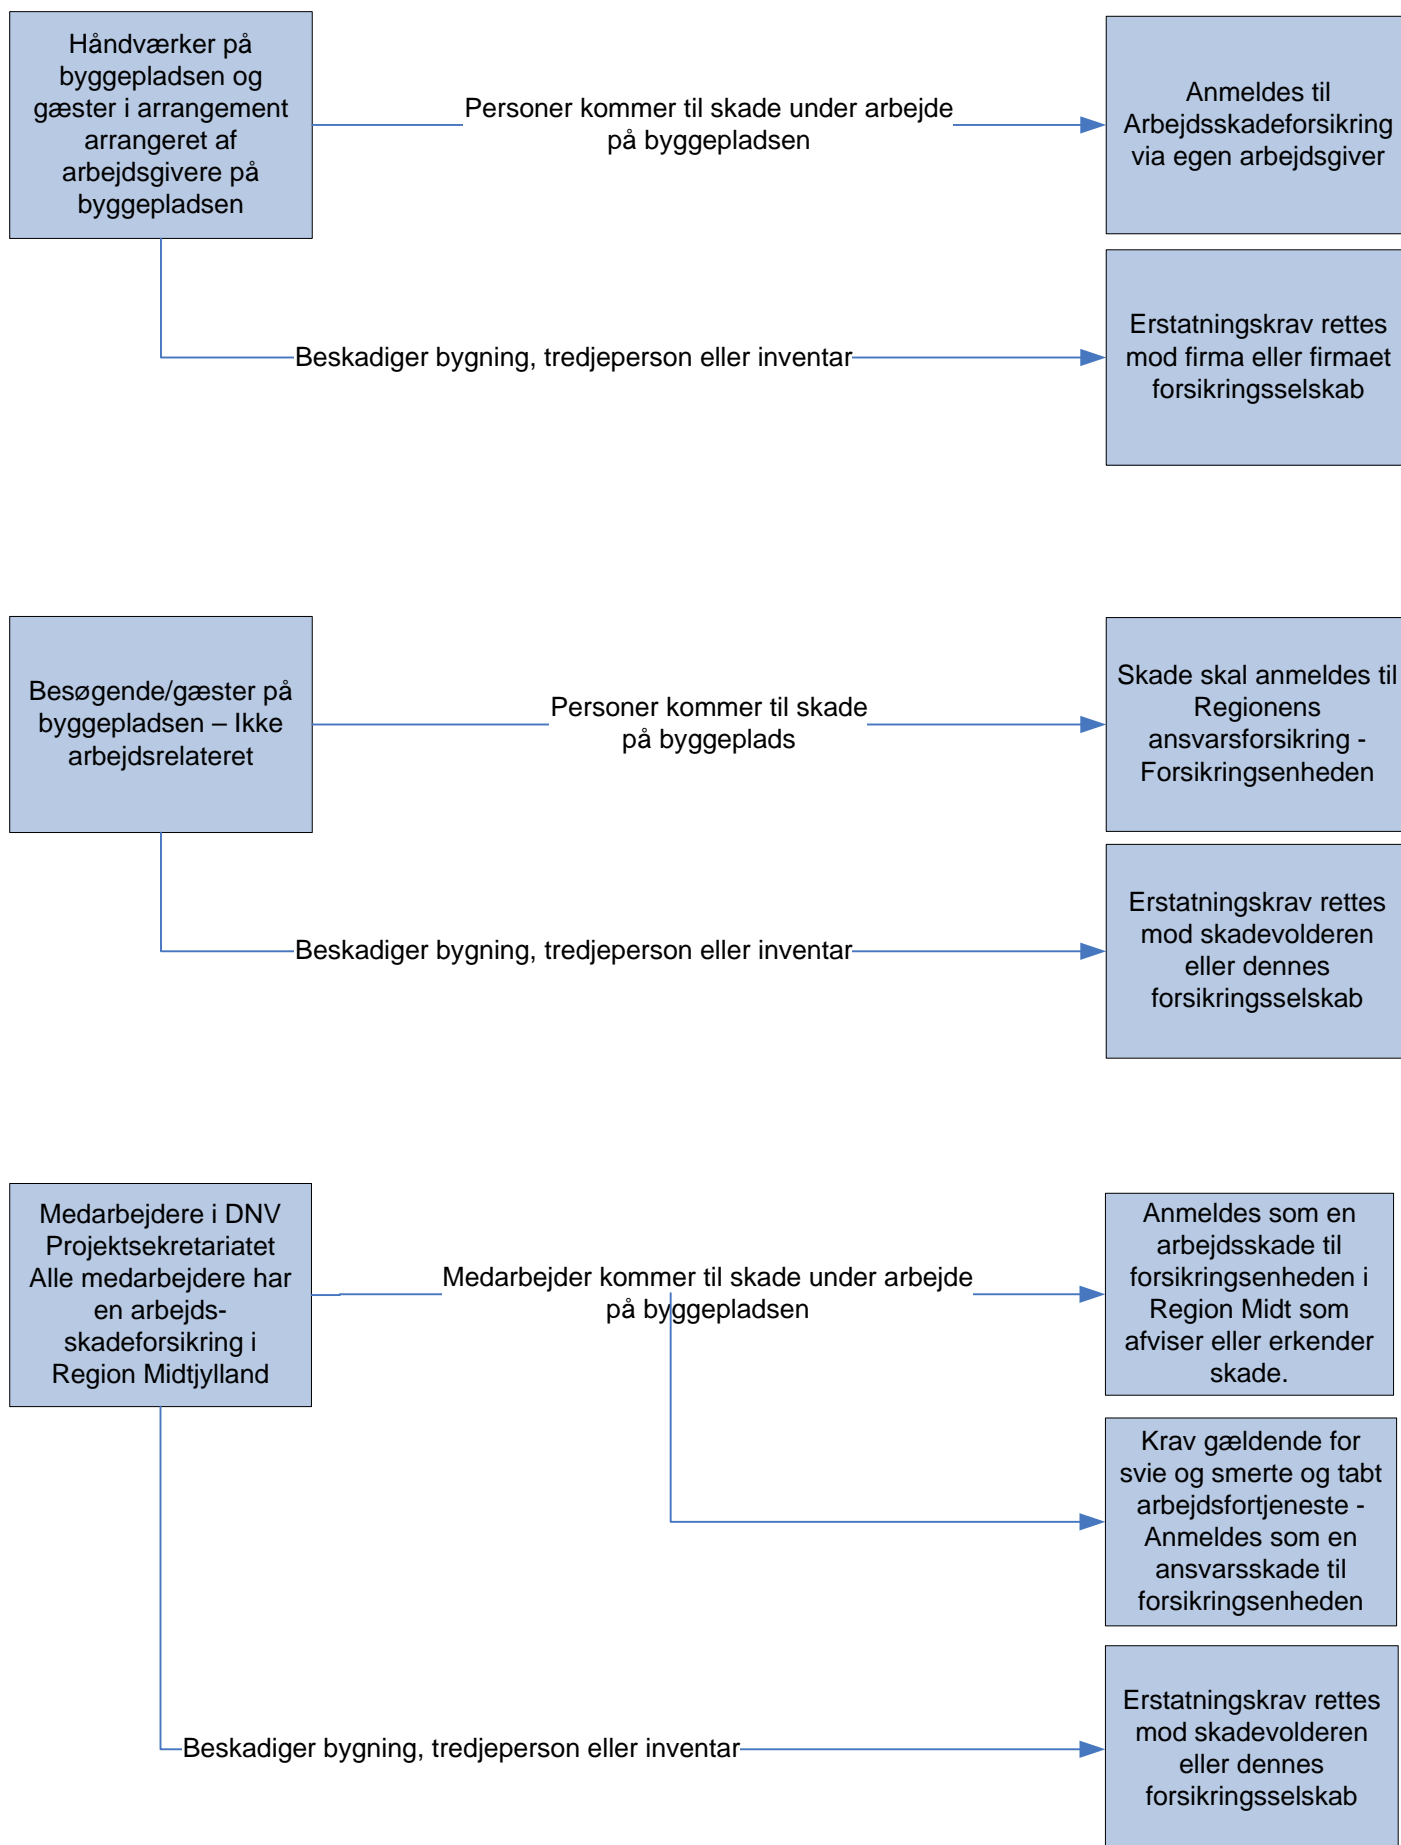 Håndværker på
byggepladsen og
gæster i arrangement
arrangeret af
arbejdsgivere på
byggepladsen
Personer kommer til skade under arbejde
på byggepladsen
Anmeldes til
Arbejdsskadeforsikring
via egen arbejdsgiver
Beskadiger bygning, tredjeperson eller inventar
Erstatningskrav rettes
mod firma eller firmaet
forsikringsselskab
Besøgende/gæster på
byggepladsen – Ikke
arbejdsrelateret
Personer kommer til skade
på byggeplads
Skade skal anmeldes til
Regionens
ansvarsforsikring -
Forsikringsenheden
Beskadiger bygning, tredjeperson eller inventar
Erstatningskrav rettes
mod skadevolderen
eller dennes
forsikringsselskab
Medarbejdere i DNV
Projektsekretariatet
Alle medarbejdere har
en arbejds-
skadeforsikring i
Region Midtjylland
Medarbejder kommer til skade under arbejde
på byggepladsen
Anmeldes som en
arbejdsskade til
forsikringsenheden i
Region Midt som
afviser eller erkender
skade.
Krav gældende for
svie og smerte og tabt
arbejdsfortjeneste -
Anmeldes som en
ansvarsskade til
forsikringsenheden
Beskadiger bygning, tredjeperson eller inventar
Erstatningskrav rettes
mod skadevolderen
eller dennes
forsikringsselskab